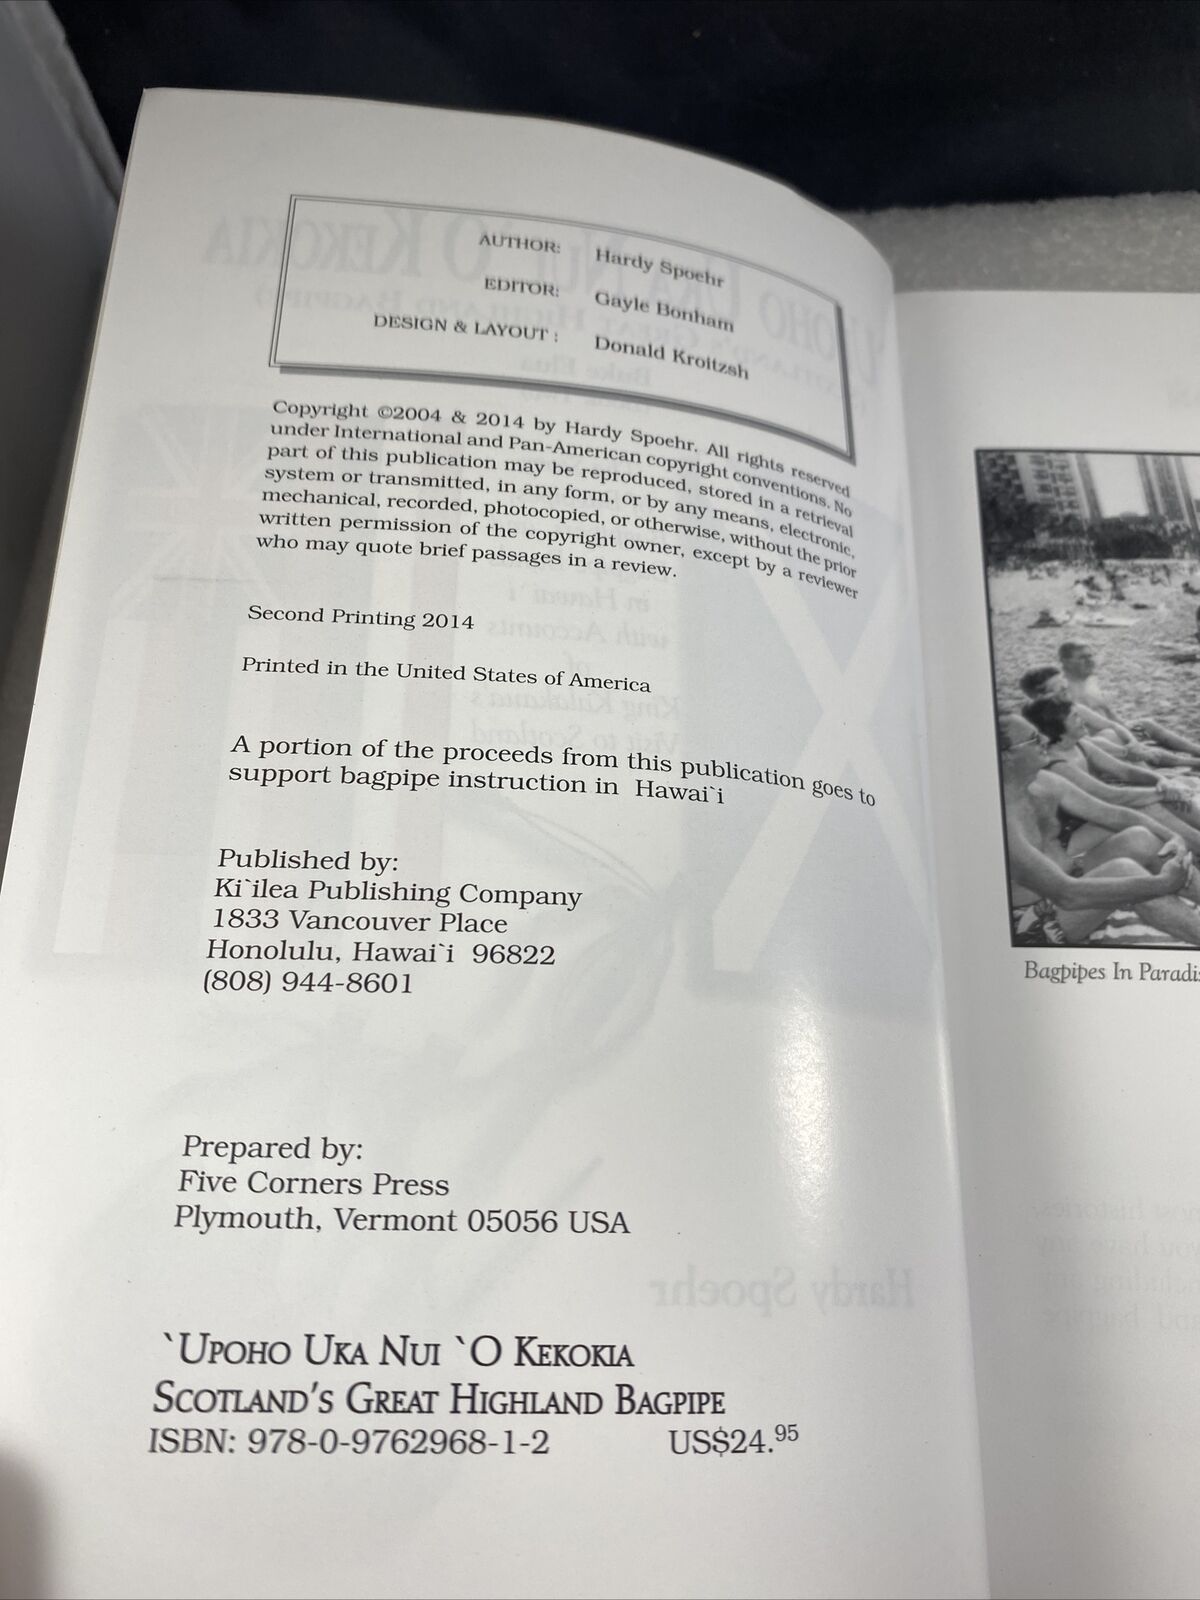 AUTHOR: Hardy Spoehr
EDITOR: Gayle Bonham
DESIGN & LAYOUT : Donald Kroitzsh
Copyright ©2004 & 2014 by Hardy Spoehr. All rights reserved
under International and Pan-American copyright conventions. No
part of this publication may be reproduced, stored in a retrieval
system or transmitted, in any form, or by any means, electronic,
mechanical, recorded, photocopied, or otherwise, without the prior
written permission of the copyright owner, except by a reviewer
who may quote brief passages in a review.
Second Printing 2014
Printed in the United States of America
A portion of the proceeds from this publication goes to
support bagpipe instruction in Hawai`i
Published by:
Ki`ilea Publishing Company
1833 Vancouver Place
Honolulu, Hawai`i 96822
(808) 944-8601
Prepared by:
Five Corners Press
Plymouth, Vermont 05056 USA
`UPOHO UKA NUI `O KEKOKIA
SCOTLAND'S GREAT HIGHLAND BAGPIPE
ISBN: 978-0-9762968-1-2 US$24.95
Bagpipes In